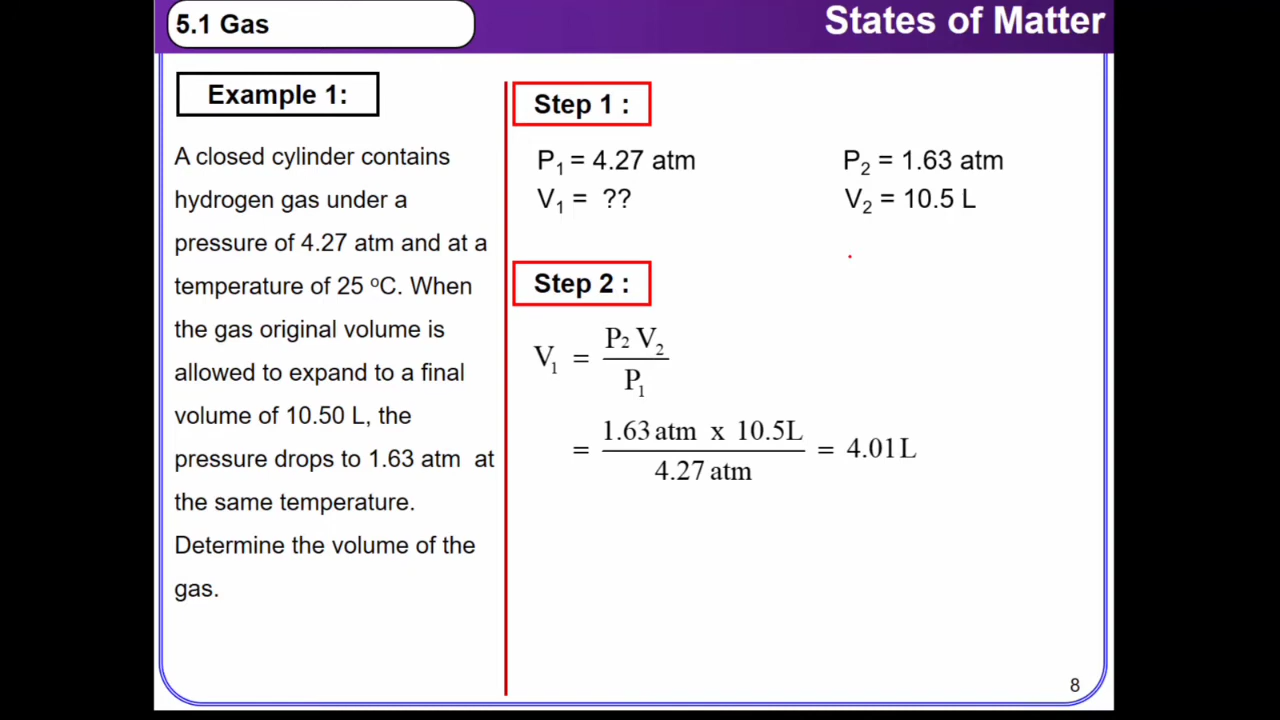 5.1 Gas
States of Matter
Example 1:
A closed cylinder contains
hydrogen gas under a
pressure of 4.27 atm and at a
temperature of 25 ºC. When
the gas original volume is
allowed to expand to a final
volume of 10.50 L, the
pressure drops to 1.63 atm at
the same temperature.
Determine the volume of the
gas.
Step 1 :
P₁ = 4.27 atm P₂ = 1.63 atm
V₁ = ?? V₂ = 10.5 L
Step 2 :
V₁ = P₂ V₂ / P₁
= 1.63 atm x 10.5L / 4.27 atm = 4.01L
8